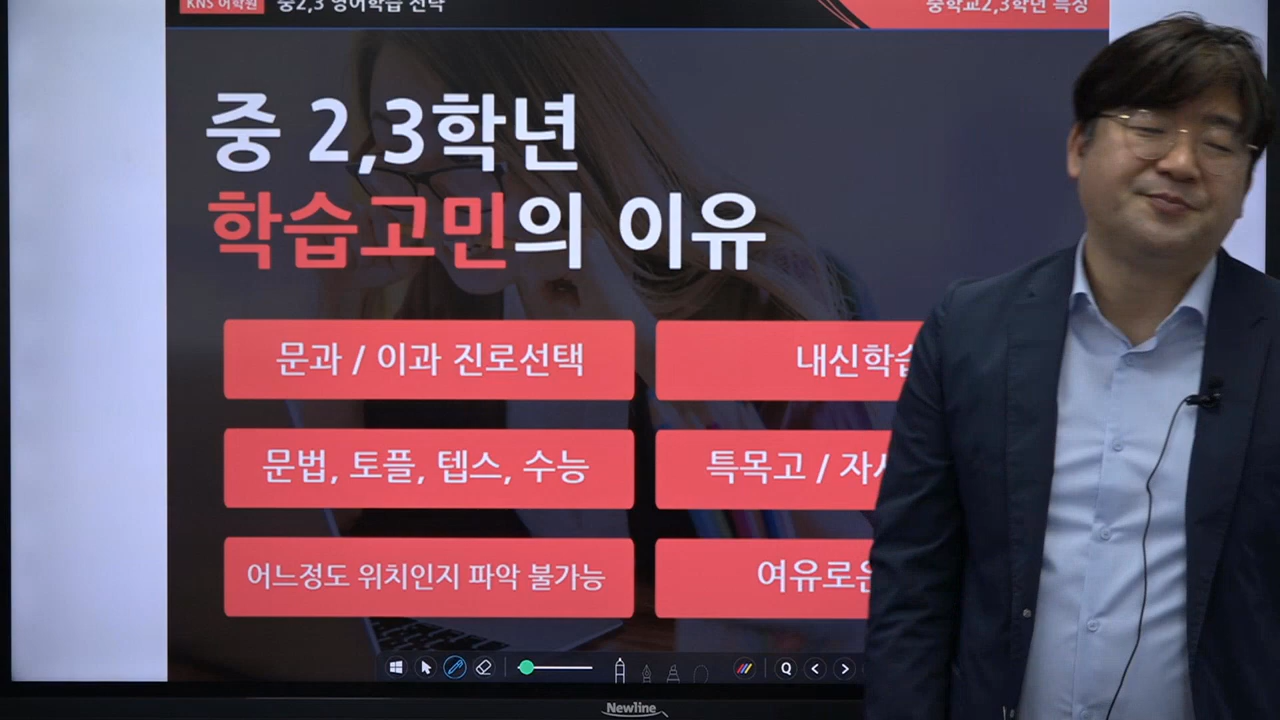 KNS 어학원 중2,3 영어학습 전략
중학교2,3학년 특징
중 2,3학년
학습고민의 이유
문과 / 이과 진로선택
내신학습
문법, 토플, 텝스, 수능
특목고 / 자사
어느정도 위치인지 파악 불가능
여유로운
Newline